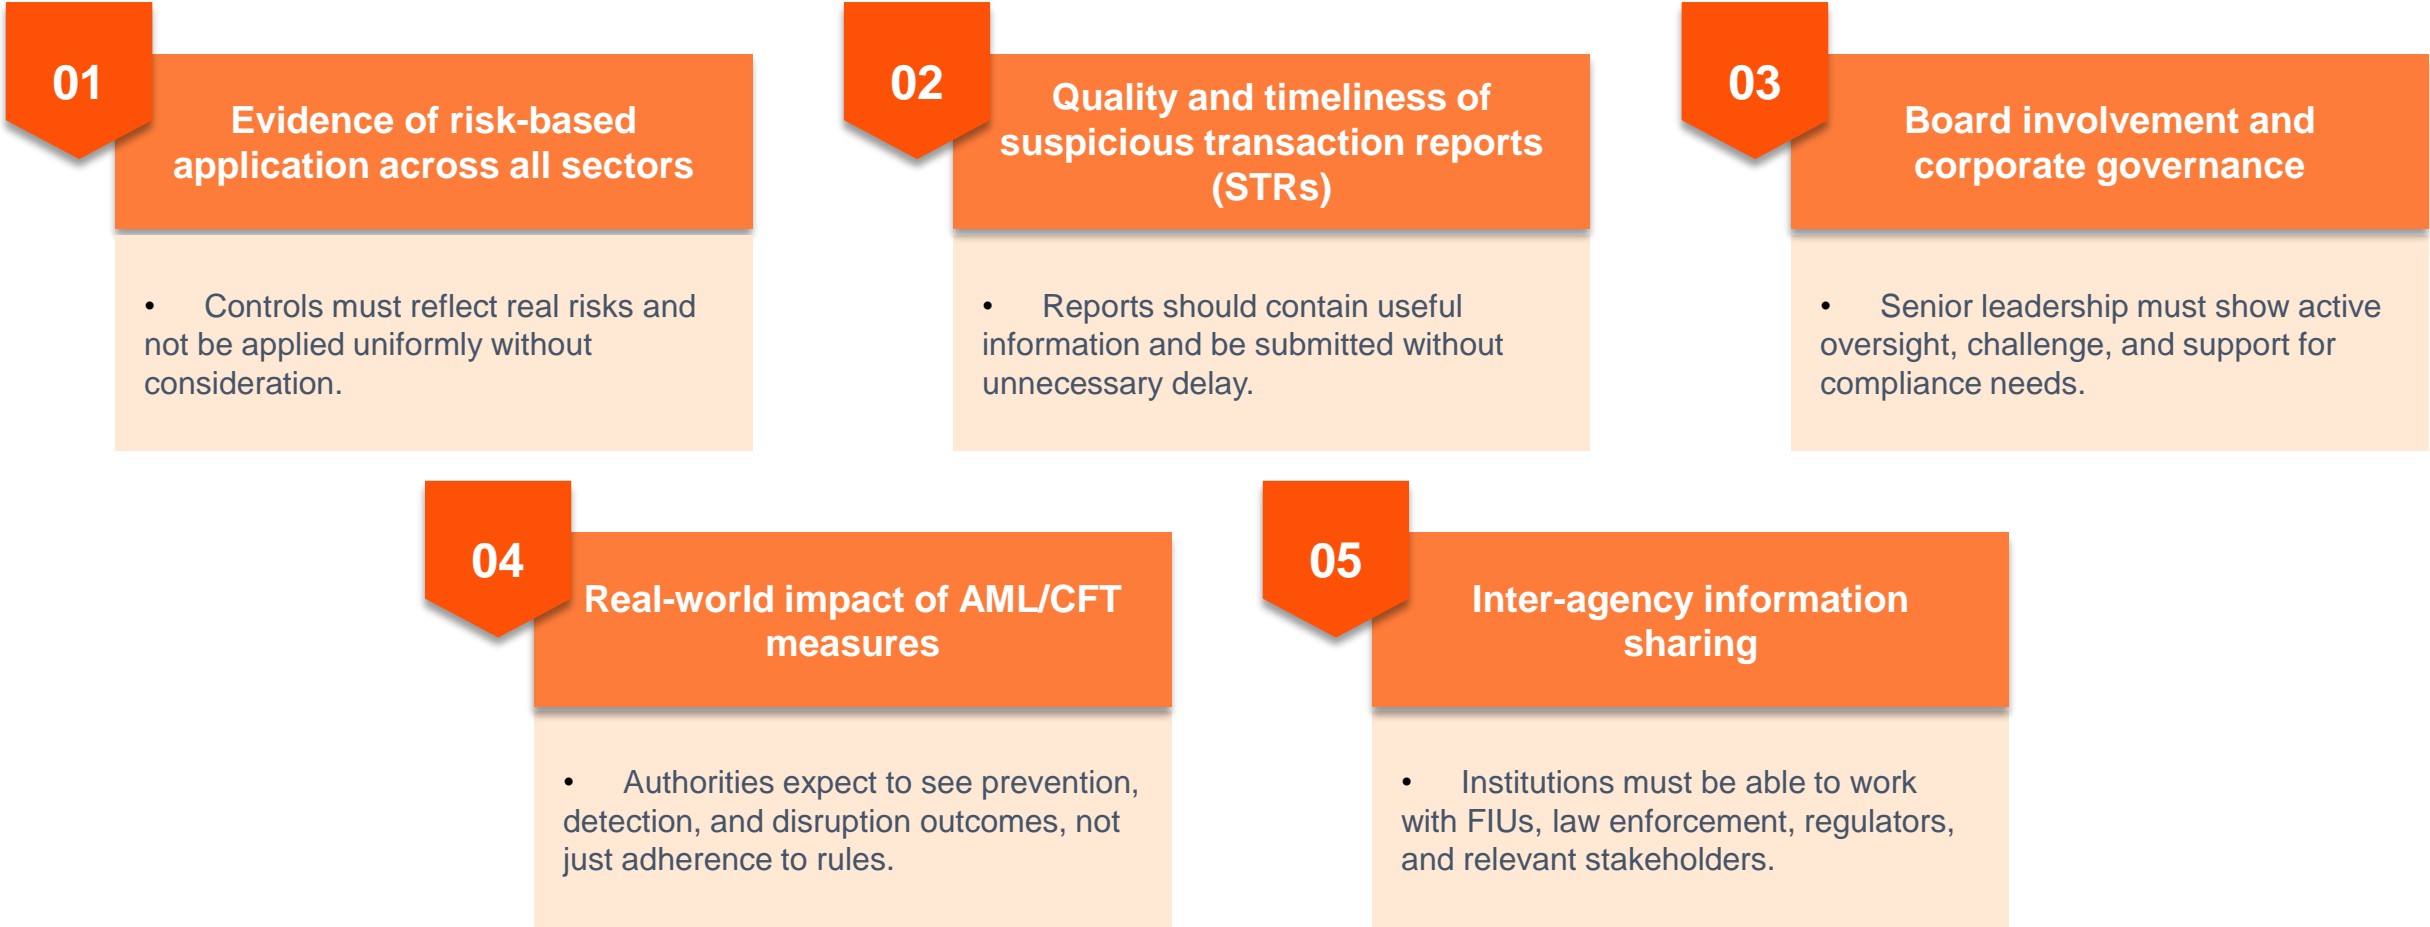 01
Evidence of risk-based
application across all sectors
• Controls must reflect real risks and
not be applied uniformly without
consideration.
02
Quality and timeliness of
suspicious transaction reports
(STRs)
• Reports should contain useful
information and be submitted without
unnecessary delay.
03
Board involvement and
corporate governance
• Senior leadership must show active
oversight, challenge, and support for
compliance needs.
04
Real-world impact of AML/CFT
measures
• Authorities expect to see prevention,
detection, and disruption outcomes, not
just adherence to rules.
05
Inter-agency information
sharing
• Institutions must be able to work
with FIUs, law enforcement, regulators,
and relevant stakeholders.